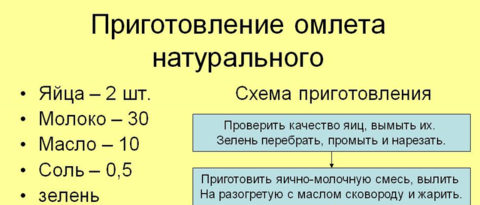 Приготовление омлета
натурального
• Яйца – 2 шт.
• Молоко – 30
• Масло – 10
• Соль – 0,5
• зелень
Схема приготовления
Проверить качество яиц, вымыть их.
Зелень перебрать, промыть и нарезать.
Приготовить яично-молочную смесь, вылить
На разогретую с маслом сковороду и жарить.